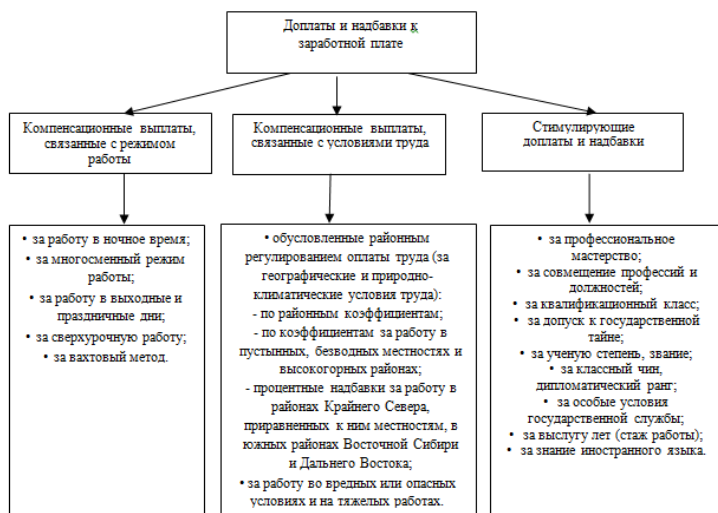 Доплаты и надбавки к
заработной плате
Компенсационные выплаты,
связанные с режимом
работы
Компенсационные выплаты,
связанные с условиями труда
Стимулирующие
доплаты и надбавки
• за работу в ночное время;
• за многосменный режим
работы;
• за работу в выходные и
праздничные дни;
• за сверхурочную работу;
• за вахтовый метод.
• обусловленные районным
регулированием оплаты труда (за
географические и природно-
климатические условия труда):
- по районным коэффициентам;
- по коэффициентам за работу в
пустынных, безводных местностях и
высокогорных районах;
- процентные надбавки за работу в
районах Крайнего Севера,
приравненных к ним местностям, в
южных районах Восточной Сибири
и Дальнего Востока;
• за работу во вредных или опасных
условиях и на тяжелых работах.
• за профессиональное
мастерство;
• за совмещение профессий и
должностей;
• за квалификационный класс;
• за допуск к государственной
тайне;
• за ученую степень, звание;
• за классный чин,
дипломатический ранг;
• за особые условия
государственной службы;
• за выслугу лет (стаж работы);
• за знание иностранного языка.